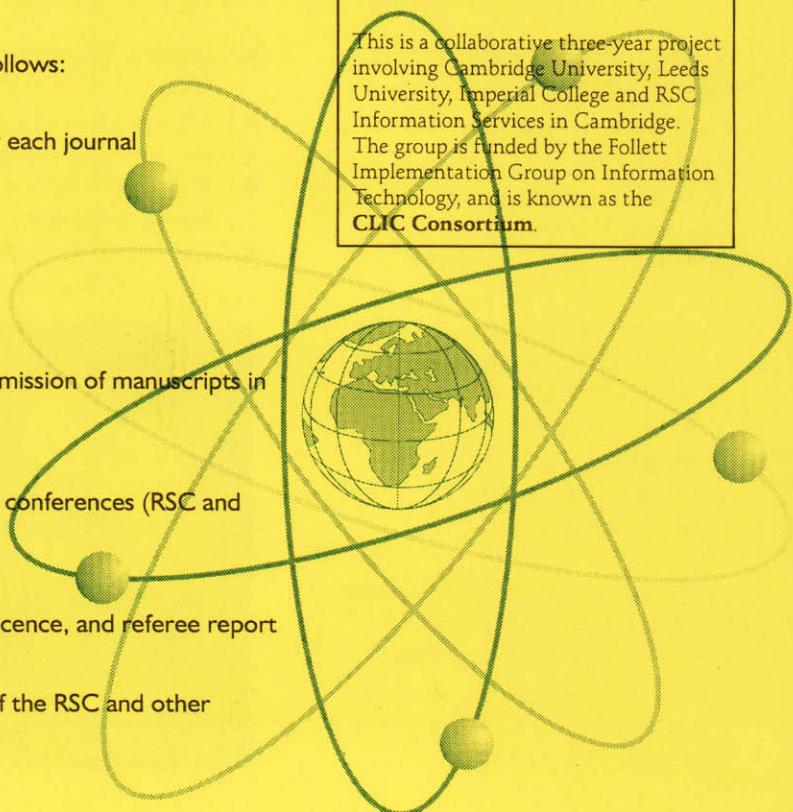 ollows:
each journal
mission of manuscripts in
conferences (RSC and
cence, and referee report
f the RSC and other
This is a collaborative three-year project
involving Cambridge University, Leeds
University, Imperial College and RSC
Information Services in Cambridge.
The group is funded by the Follett
Implementation Group on Information
Technology, and is known as the
CLIC Consortium.